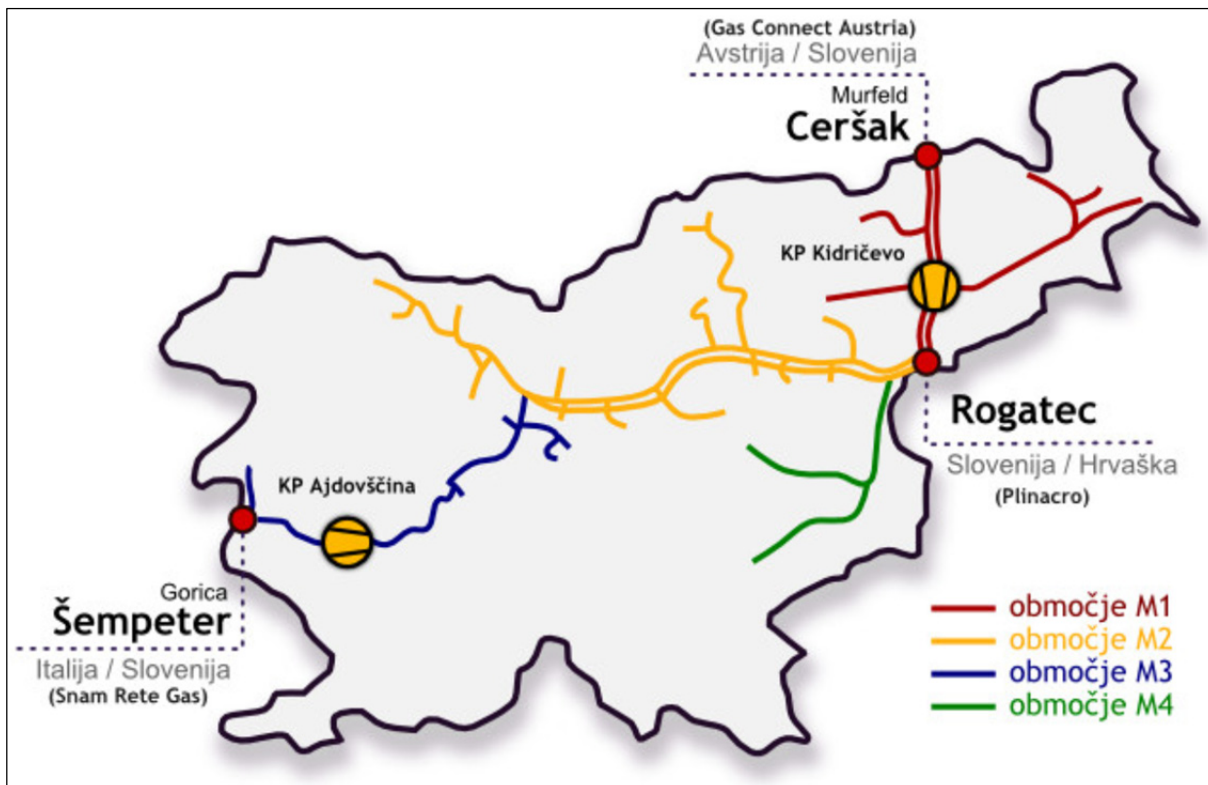 (Gas Connect Austria)
Avstrija / Slovenija
Murfeld
Ceršak
KP Kidričevo
Rogatec
Slovenija / Hrvaška
(Plinacro)
KP Ajdovščina
Gorica
Šempeter
Italija / Slovenija
(Snam Rete Gas)
območje M1
območje M2
območje M3
območje M4